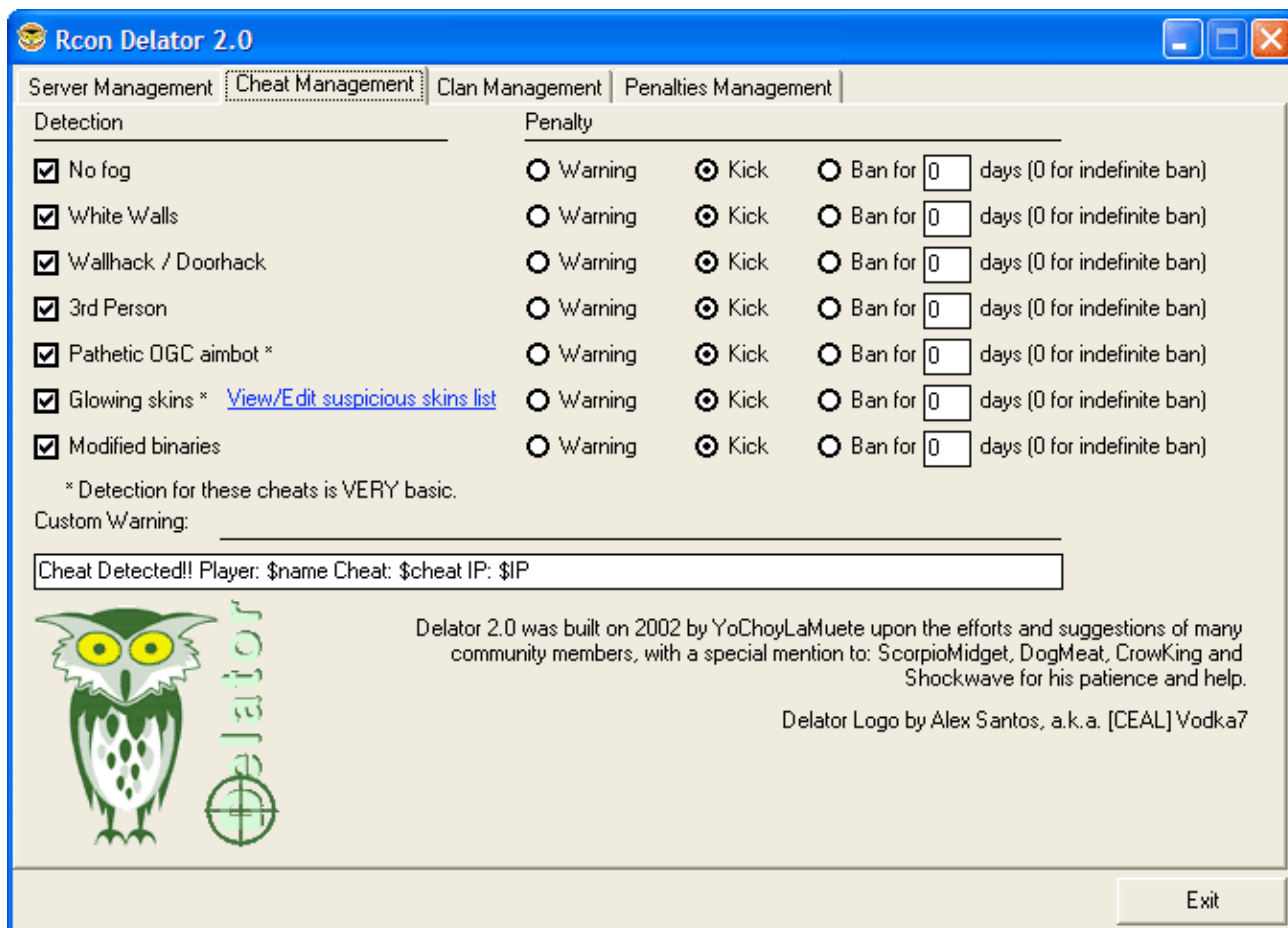 Rcon Delator 2.0
Server Management Cheat Management Clan Management Penalties Management
Detection Penalty
No fog Warning Kick Ban for 0 days (0 for indefinite ban)
White Walls Warning Kick Ban for 0 days (0 for indefinite ban)
Wallhack / Doorhack Warning Kick Ban for 0 days (0 for indefinite ban)
3rd Person Warning Kick Ban for 0 days (0 for indefinite ban)
Pathetic OGC aimbot * Warning Kick Ban for 0 days (0 for indefinite ban)
Glowing skins * View/Edit suspicious skins list Warning Kick Ban for 0 days (0 for indefinite ban)
Modified binaries Warning Kick Ban for 0 days (0 for indefinite ban)
* Detection for these cheats is VERY basic.
Custom Warning:
Cheat Detected!! Player: $name Cheat: $cheat IP: $IP
Delator
Delator 2.0 was built on 2002 by YoChoyLaMuete upon the efforts and suggestions of many
community members, with a special mention to: ScorpioMidget, DogMeat, CrowKing and
Shockwave for his patience and help.
Delator Logo by Alex Santos, a.k.a. [CEAL] Vodka7
Exit